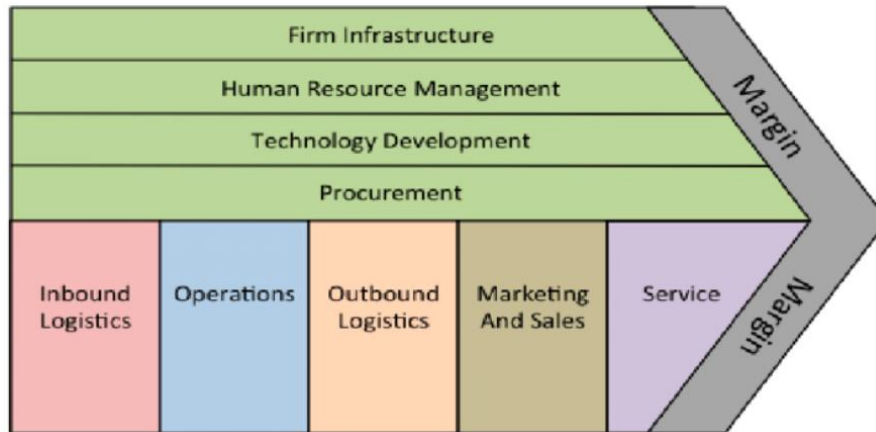 Firm Infrastructure
Human Resource Management
Technology Development
Procurement
Margin
Inbound
Logistics
Operations
Outbound
Logistics
Marketing
And Sales
Service
Margin